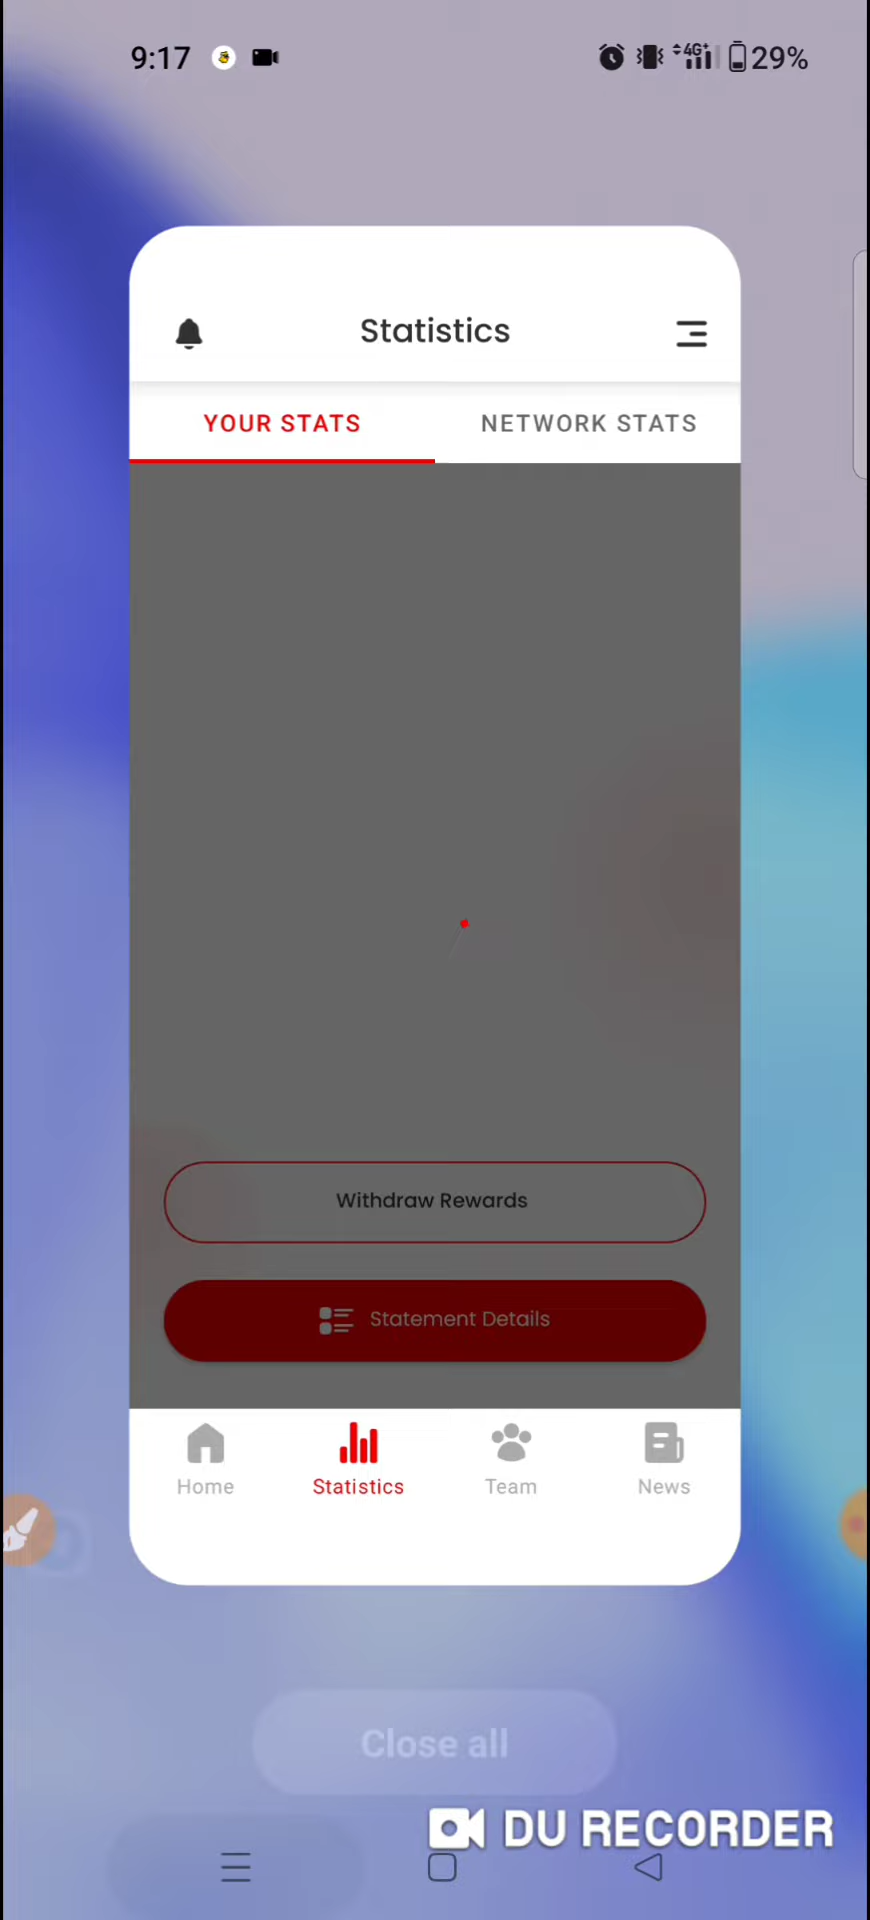 9:17 4G+ 29%
Statistics
YOUR STATS NETWORK STATS
Withdraw Rewards
Statement Details
Home Statistics Team News
Close all
DU RECORDER